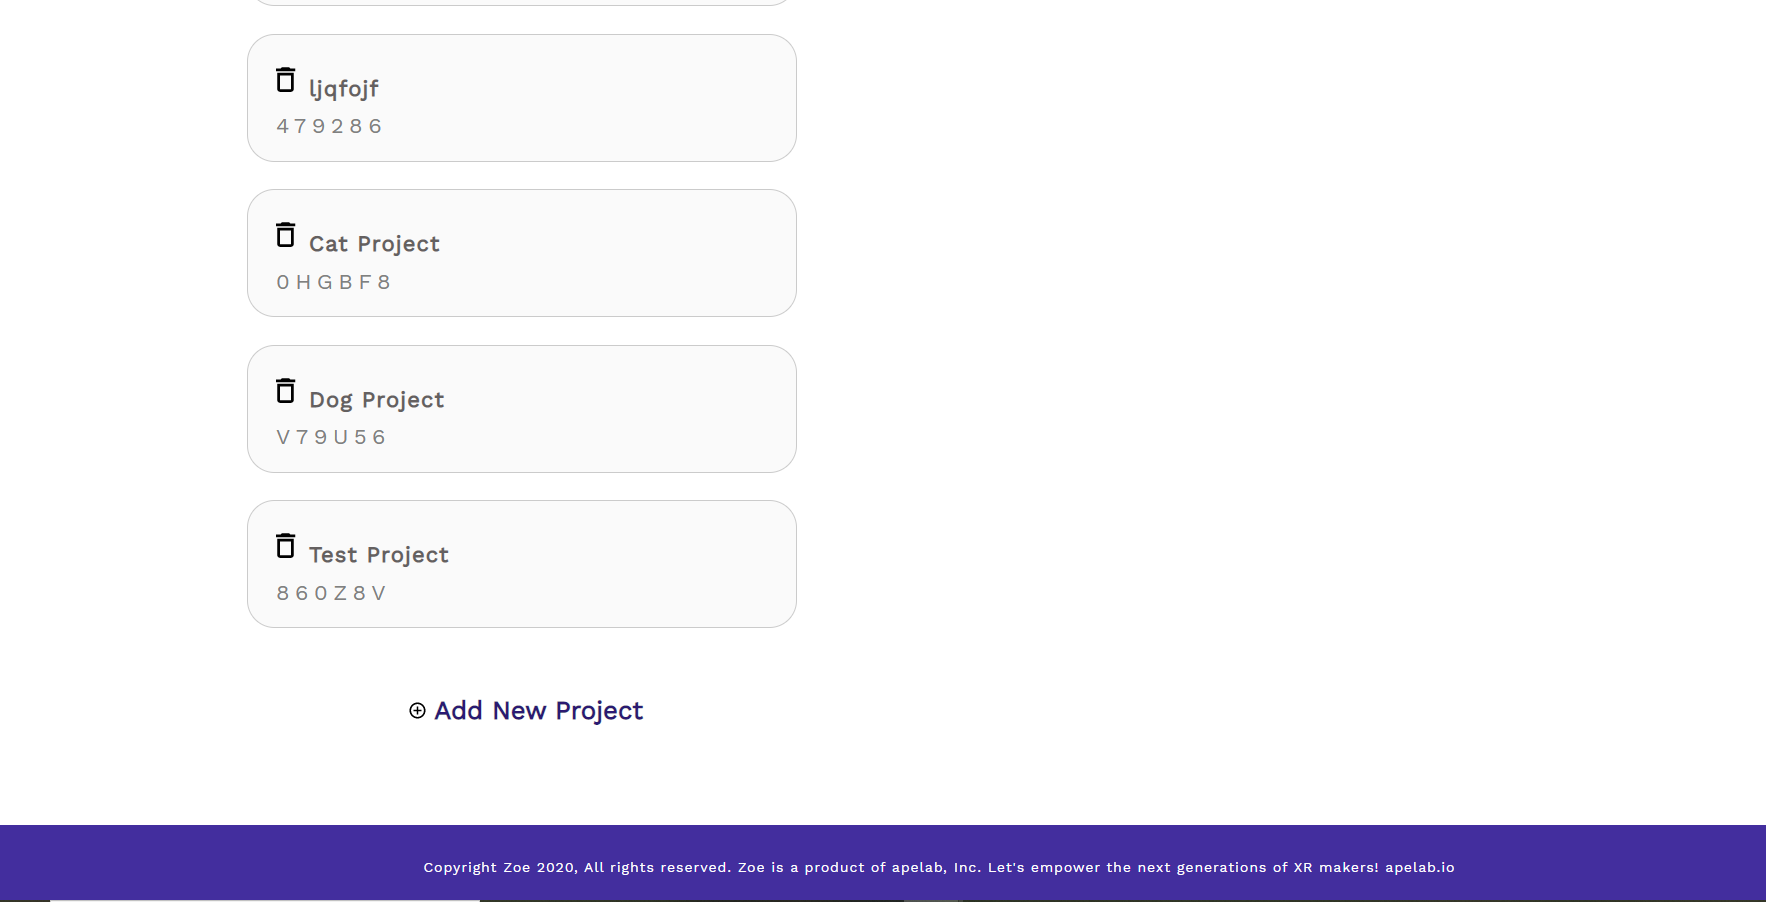 ljqfojf
479286
Cat Project
0HGBF8
Dog Project
V79U56
Test Project
860Z8V
Add New Project
Copyright Zoe 2020, All rights reserved. Zoe is a product of apelab, Inc. Let's empower the next generations of XR makers! apelab.io